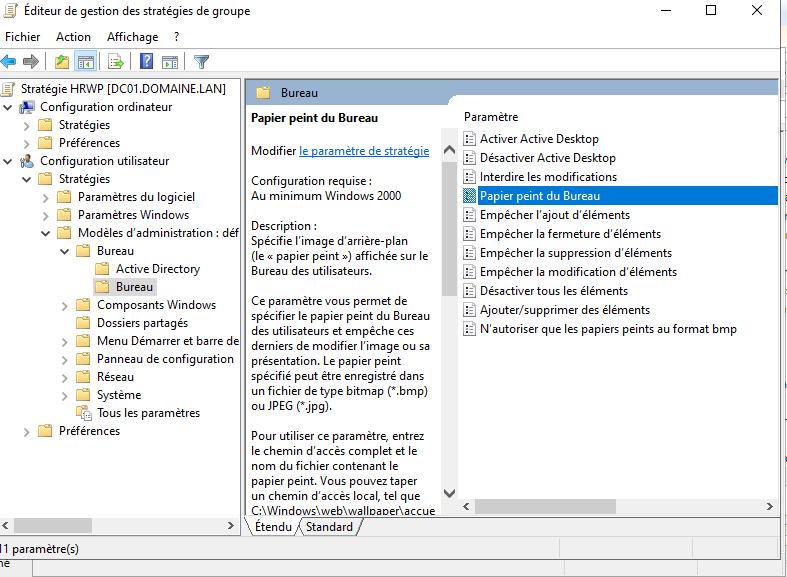 Éditeur de gestion des stratégies de groupe
Fichier Action Affichage ?
Stratégie HRWP [DC01.DOMAINE.LAN]
Configuration ordinateur
Stratégies
Préférences
Configuration utilisateur
Stratégies
Paramètres du logiciel
Paramètres Windows
Modèles d'administration : déf
Bureau
Active Directory
Bureau
Composants Windows
Dossiers partagés
Menu Démarrer et barre de
Panneau de configuration
Réseau
Système
Tous les paramètres
Préférences
Bureau
Papier peint du Bureau
Modifier le paramètre de stratégie
Configuration requise :
Au minimum Windows 2000
Description :
Spécifie l'image d'arrière-plan
(le « papier peint ») affichée sur le
Bureau des utilisateurs.
Ce paramètre vous permet de
spécifier le papier peint du Bureau
des utilisateurs et empêche ces
derniers de modifier l'image ou sa
présentation. Le papier peint
spécifié peut être enregistré dans
un fichier de type bitmap (*.bmp)
ou JPEG (*.jpg).
Pour utiliser ce paramètre, entrez
le chemin d'accès complet et le
nom du fichier contenant le
papier peint. Vous pouvez taper
un chemin d'accès local, tel que
C:\Windows\web\wallpaper\accue
Paramètre
Activer Active Desktop
Désactiver Active Desktop
Interdire les modifications
Papier peint du Bureau
Empêcher l'ajout d'éléments
Empêcher la fermeture d'éléments
Empêcher la suppression d'éléments
Empêcher la modification d'éléments
Désactiver tous les éléments
Ajouter/supprimer des éléments
N'autoriser que les papiers peints au format bmp
Étendu Standard
11 paramètre(s)